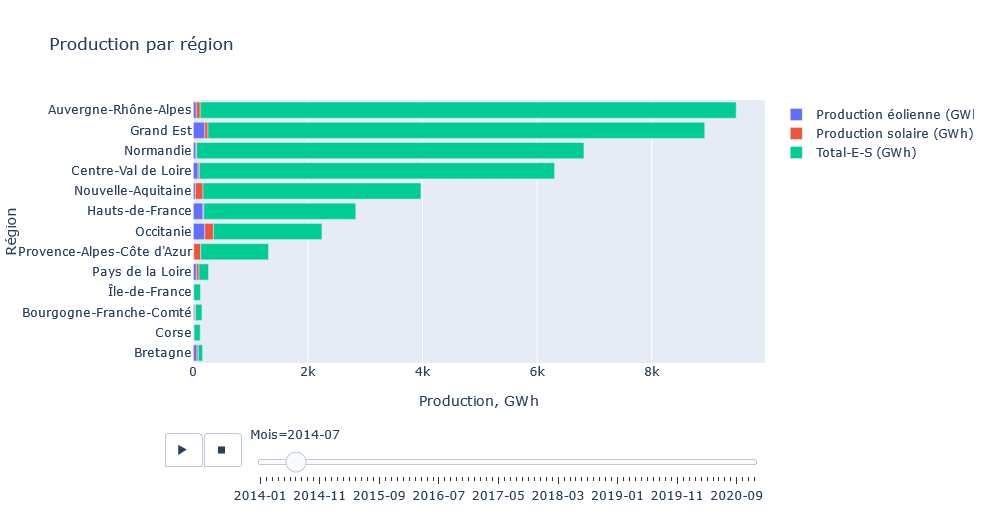 Production par région
Auvergne-Rhône-Alpes
Grand Est
Normandie
Centre-Val de Loire
Nouvelle-Aquitaine
Hauts-de-France
Occitanie
Provence-Alpes-Côte d'Azur
Pays de la Loire
Île-de-France
Bourgogne-Franche-Comté
Corse
Bretagne
Région
0 2k 4k 6k 8k
Production, GWh
Production éolienne (GWl
Production solaire (GWh)
Total-E-S (GWh)
Mois=2014-07
2014-01 2014-11 2015-09 2016-07 2017-05 2018-03 2019-01 2019-11 2020-09